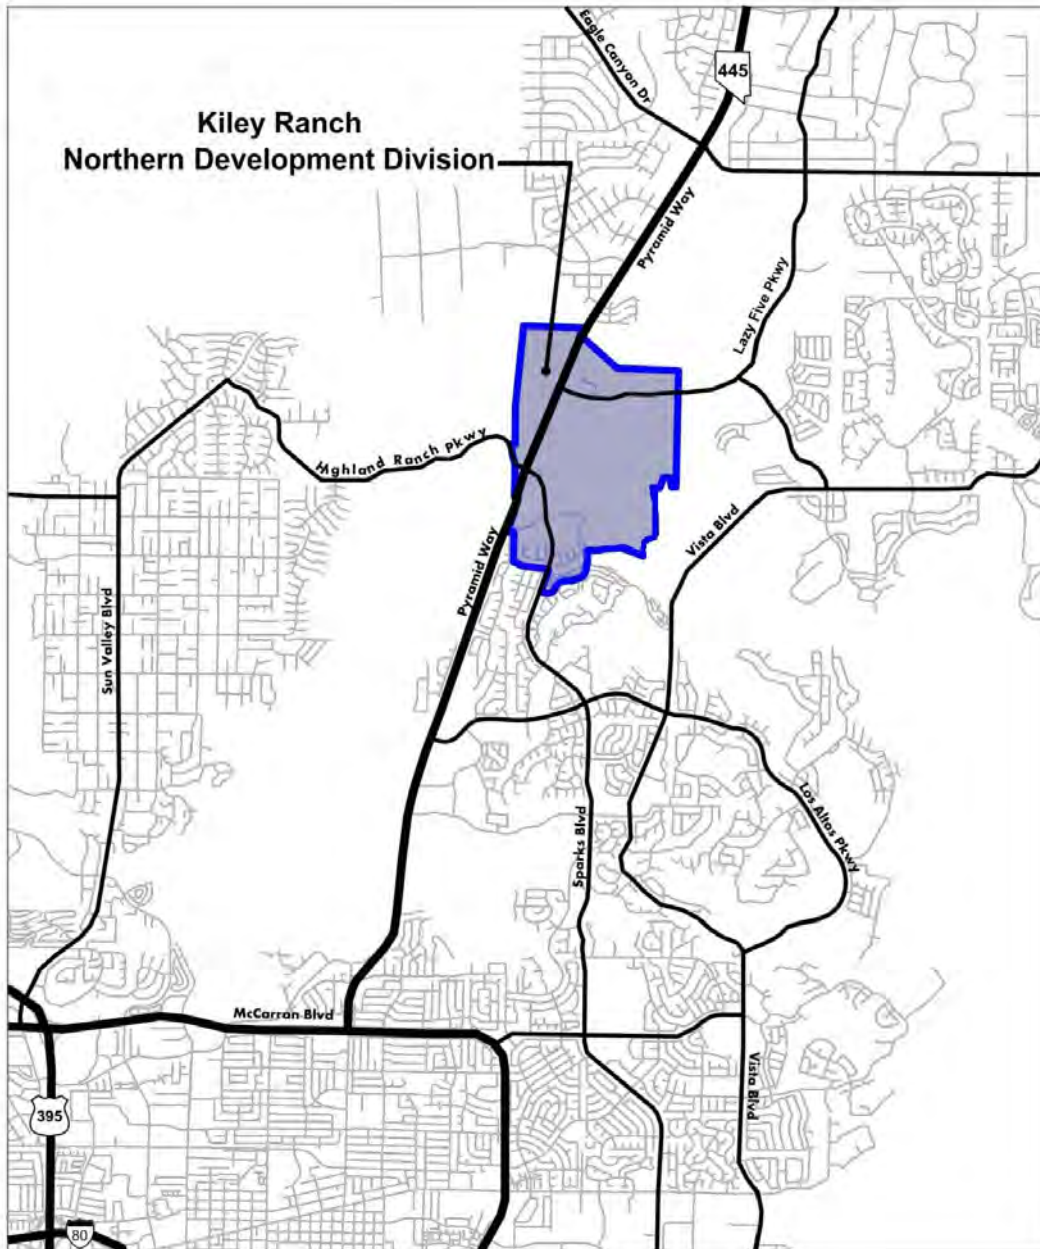 Eagle Canyon Dr
445
Kiley Ranch
Northern Development Division
Pyramid Way
Lazy Five Pkwy
Highland Ranch Pkwy
Vista Blvd
Pyramid Way
Sun Valley Blvd
Los Altos Pkwy
Sparks Blvd
McCarran Blvd
Vista Blvd
395
80